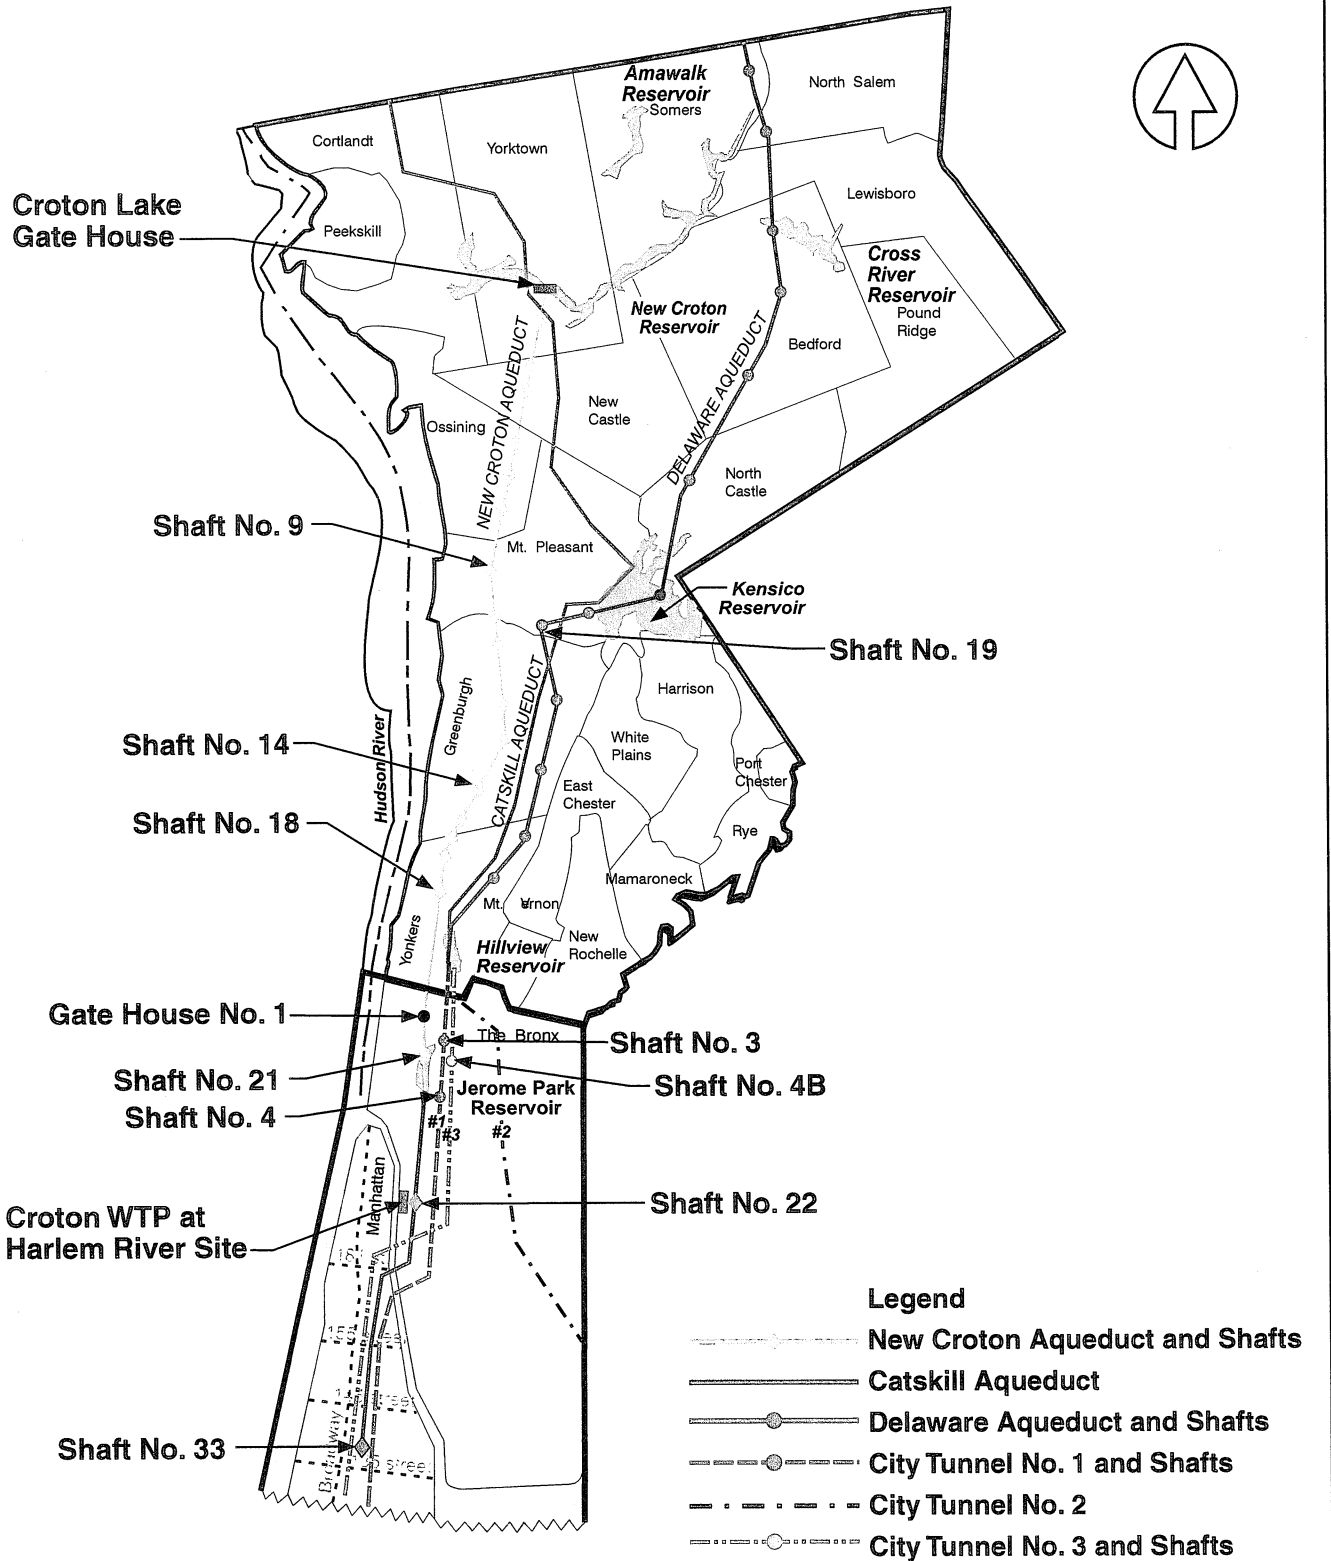 Amawalk
Reservoir
Somers
North Salem
Cortlandt
Yorktown
Croton Lake
Gate House
Lewisboro
Peekskill
Cross
River
Reservoir
New Croton
Reservoir
Pound
Ridge
Bedford
NEW CROTON AQUEDUCT
DELAWARE AQUEDUCT
New
Castle
Ossining
North
Castle
Shaft No. 9
Mt. Pleasant
Kensico
Reservoir
Shaft No. 19
CATSKILL AQUEDUCT
Harrison
Greenburgh
Hudson River
Shaft No. 14
White
Plains
Port
Chester
East
Chester
Shaft No. 18
Rye
Mamaroneck
Mt. Vernon
Yonkers
Hillview
Reservoir
New
Rochelle
Gate House No. 1
The Bronx
Shaft No. 3
Shaft No. 21
Shaft No. 4B
Jerome Park
Reservoir
Shaft No. 4
#1
#3
#2
Manhattan
Shaft No. 22
Croton WTP at
Harlem River Site
Broadway
Shaft No. 33
Legend
New Croton Aqueduct and Shafts
Catskill Aqueduct
Delaware Aqueduct and Shafts
City Tunnel No. 1 and Shafts
City Tunnel No. 2
City Tunnel No. 3 and Shafts